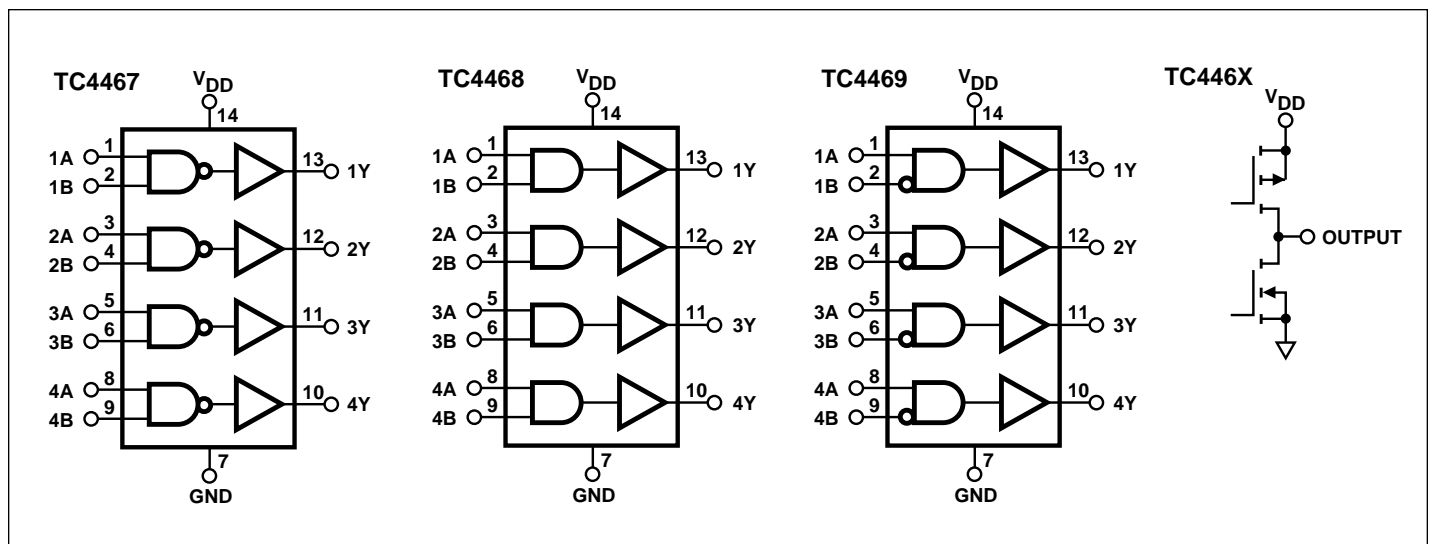 TC4467
VDD
14
1A 1
1B 2
13 1Y
2A 3
2B 4
12 2Y
3A 5
3B 6
11 3Y
4A 8
4B 9
10 4Y
7
GND
TC4468
VDD
14
1A 1
1B 2
13 1Y
2A 3
2B 4
12 2Y
3A 5
3B 6
11 3Y
4A 8
4B 9
10 4Y
7
GND
TC4469
VDD
14
1A 1
1B 2
13 1Y
2A 3
2B 4
12 2Y
3A 5
3B 6
11 3Y
4A 8
4B 9
10 4Y
7
GND
TC446X
VDD
OUTPUT